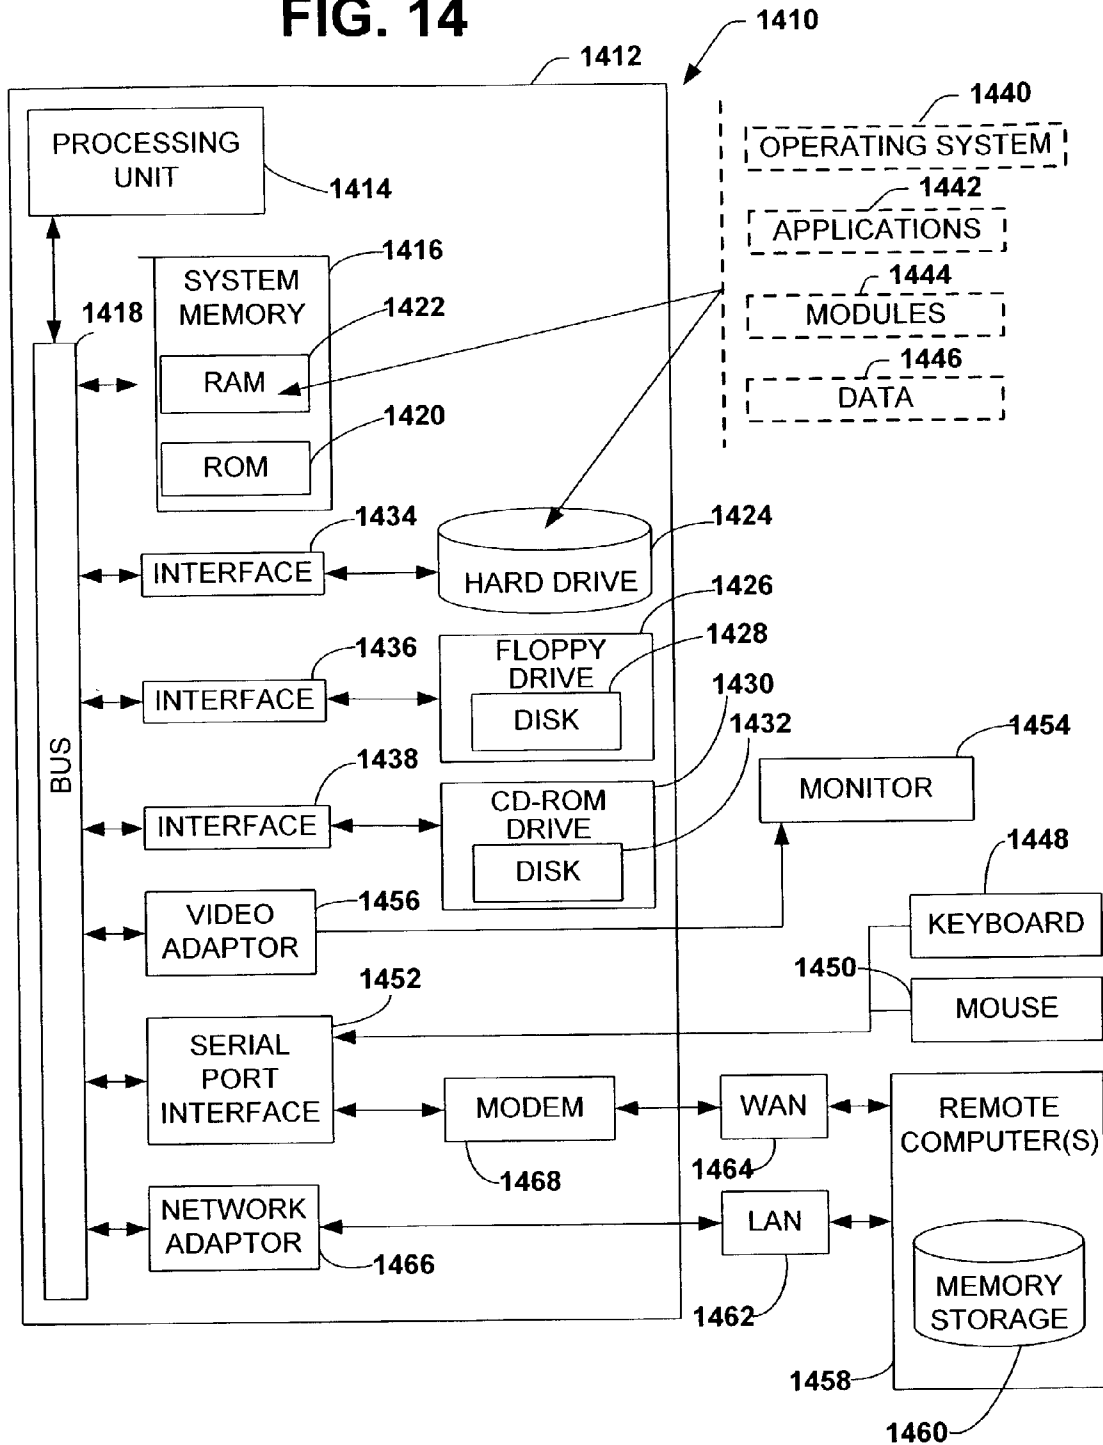 FIG. 14
1410
1412
PROCESSING
UNIT
1414
1440
OPERATING SYSTEM
1442
APPLICATIONS
1444
MODULES
1446
DATA
1416
SYSTEM
MEMORY
1418
1422
RAM
1420
ROM
1434
INTERFACE
1424
HARD DRIVE
1426
1436
INTERFACE
FLOPPY
DRIVE
1428
DISK
1430
1432
BUS
1438
INTERFACE
CD-ROM
DRIVE
DISK
1454
MONITOR
1456
VIDEO
ADAPTOR
1448
KEYBOARD
1450
MOUSE
1452
SERIAL
PORT
INTERFACE
MODEM
1468
WAN
1464
REMOTE
COMPUTER(S)
NETWORK
ADAPTOR
1466
LAN
1462
MEMORY
STORAGE
1458
1460